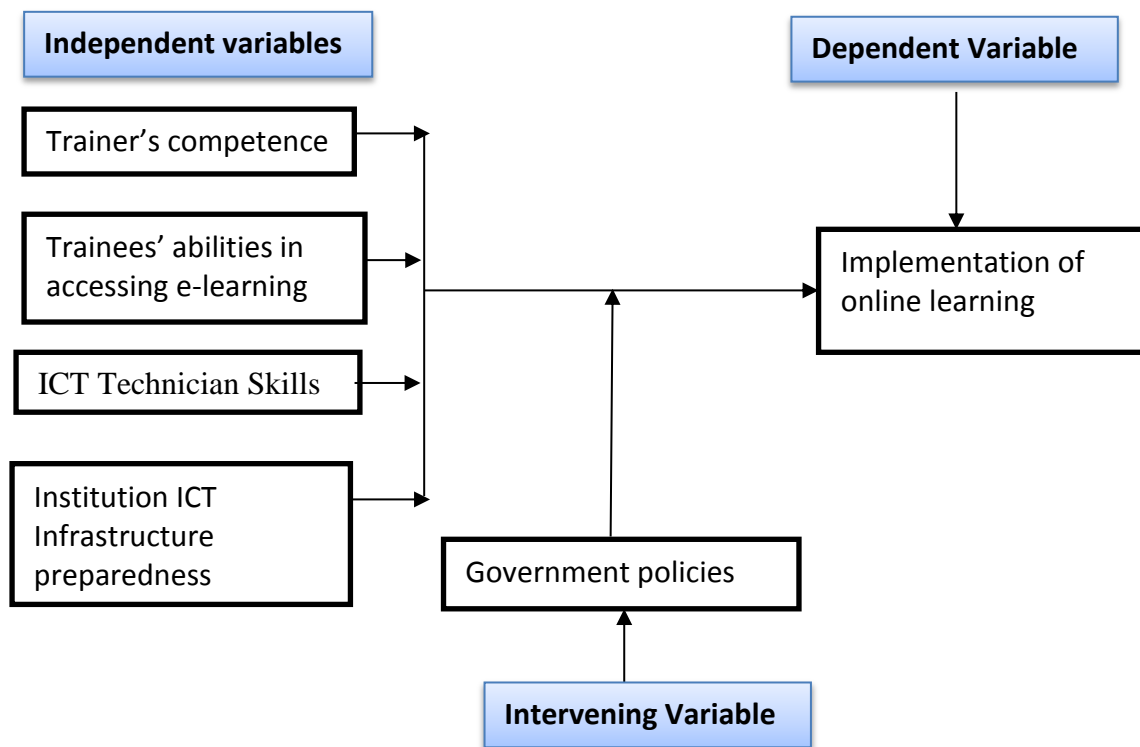 Independent variables
Dependent Variable
Trainer’s competence
Trainees’ abilities in
accessing e-learning
Implementation of
online learning
ICT Technician Skills
Institution ICT
Infrastructure
preparedness
Government policies
Intervening Variable